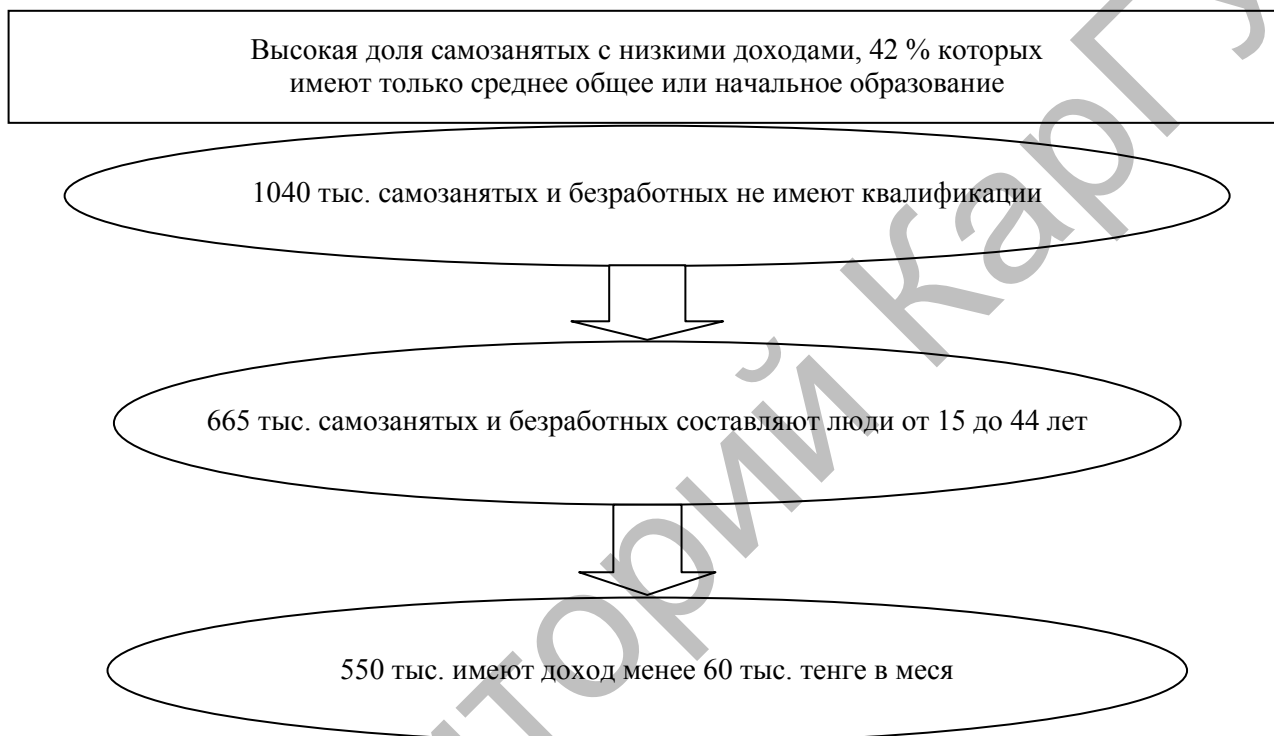 Высокая доля самозанятых с низкими доходами, 42 % которых
имеют только среднее общее или начальное образование
1040 тыс. самозанятых и безработных не имеют квалификации
665 тыс. самозанятых и безработных составляют люди от 15 до 44 лет
550 тыс. имеют доход менее 60 тыс. тенге в меся